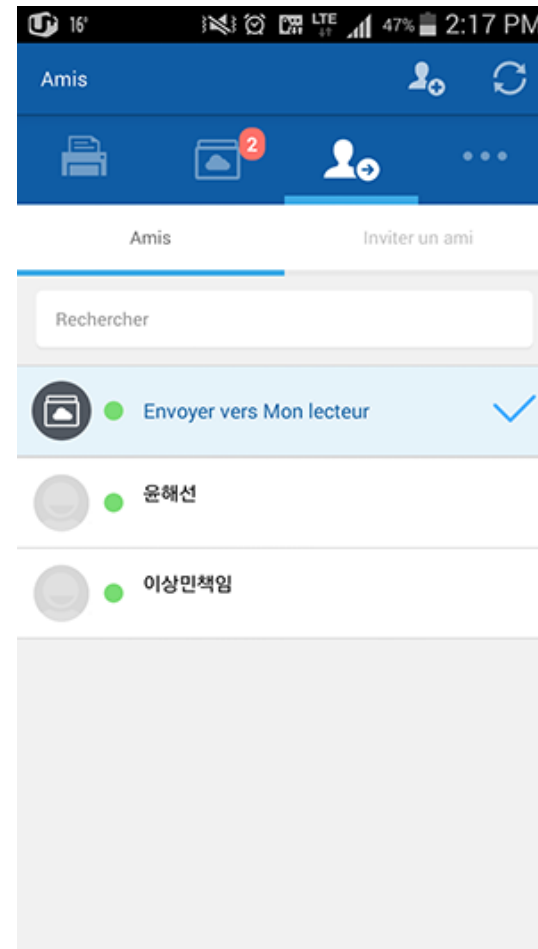 16° LTE 47% 2:17 PM
Amis
2
Amis Inviter un ami
Rechercher
Envoyer vers Mon lecteur
윤해선
이상민책임